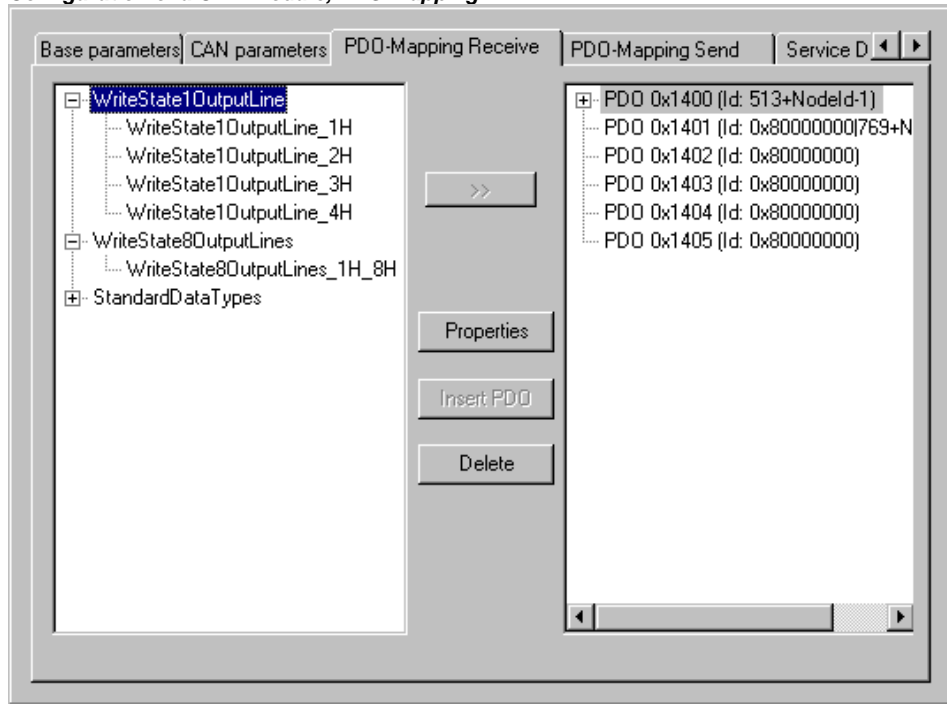 Base parameters CAN parameters PDO-Mapping Receive PDO-Mapping Send Service D
WriteState1OutputLine
WriteState1OutputLine_1H
WriteState1OutputLine_2H
WriteState1OutputLine_3H
WriteState1OutputLine_4H
WriteState8OutputLines
WriteState8OutputLines_1H_8H
StandardDataTypes
>>
Properties
Insert PDO
Delete
PDO 0x1400 (Id: 513+NodeId-1)
PDO 0x1401 (Id: 0x80000000|769+N
PDO 0x1402 (Id: 0x80000000)
PDO 0x1403 (Id: 0x80000000)
PDO 0x1404 (Id: 0x80000000)
PDO 0x1405 (Id: 0x80000000)